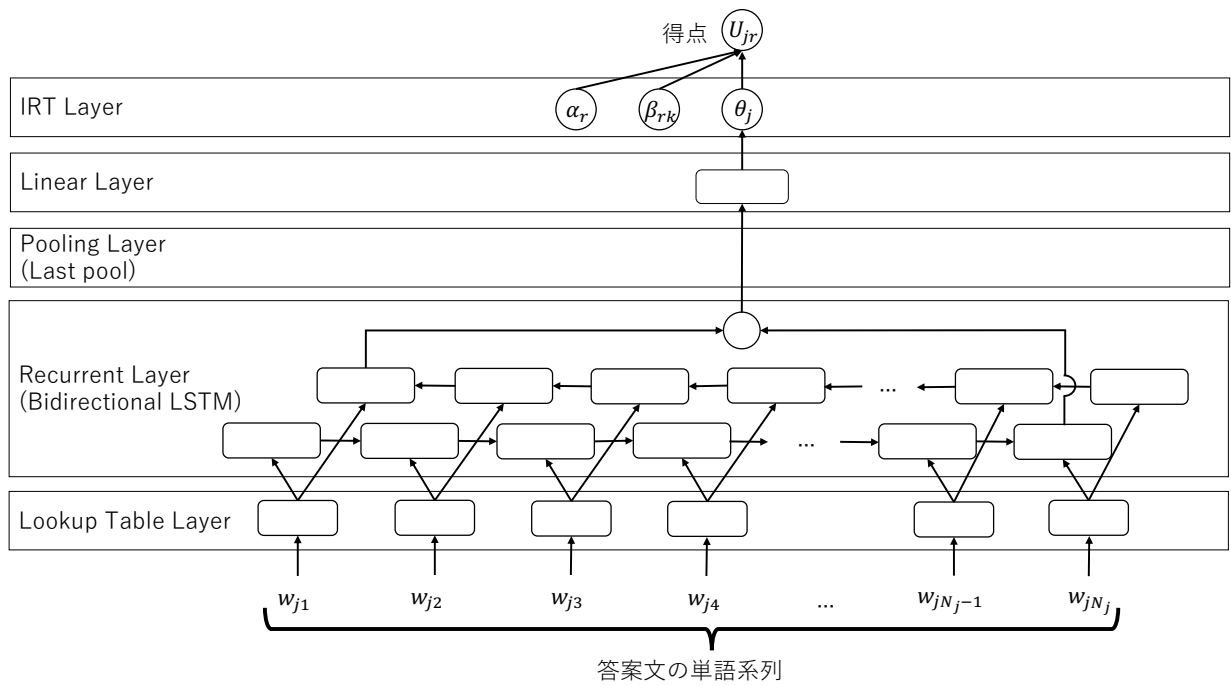 得点 U_{jr}
IRT Layer
α_r β_{rk} θ_j
Linear Layer
Pooling Layer
(Last pool)
Recurrent Layer
(Bidirectional LSTM)
... 
...
Lookup Table Layer
w_{j1} w_{j2} w_{j3} w_{j4} ... w_{jN_j-1} w_{jN_j}
答案文の単語系列